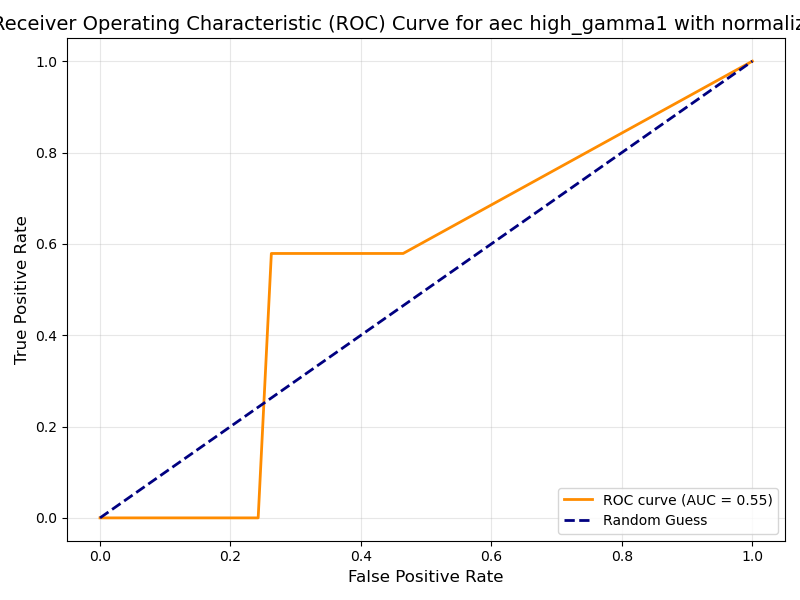 Receiver Operating Characteristic (ROC) Curve for aec high_gamma1 with
1.0
0.8
0.6
0.4
0.2
0.0
True Positive Rate
0.0 0.2 0.4 0.6 0.8 1.0
False Positive Rate
ROC curve (AUC = 0.55)
Random Guess